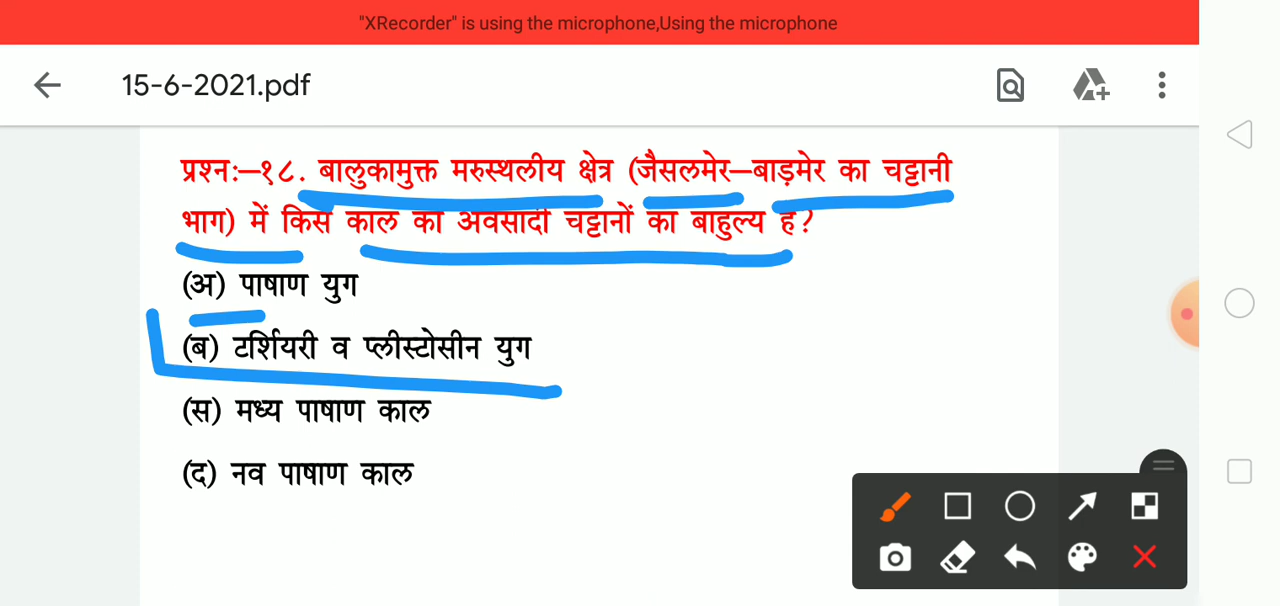 "XRecorder" is using the microphone,Using the microphone
15-6-2021.pdf
प्रश्न:–१८. बालुकामुक्त मरुस्थलीय क्षेत्र (जैसलमेर–बाड़मेर का चट्टानी
भाग) में किस काल का अवसादी चट्टानों का बाहुल्य ह?
(अ) पाषाण युग
(ब) टर्शियरी व प्लीस्टोसीन युग
(स) मध्य पाषाण काल
(द) नव पाषाण काल